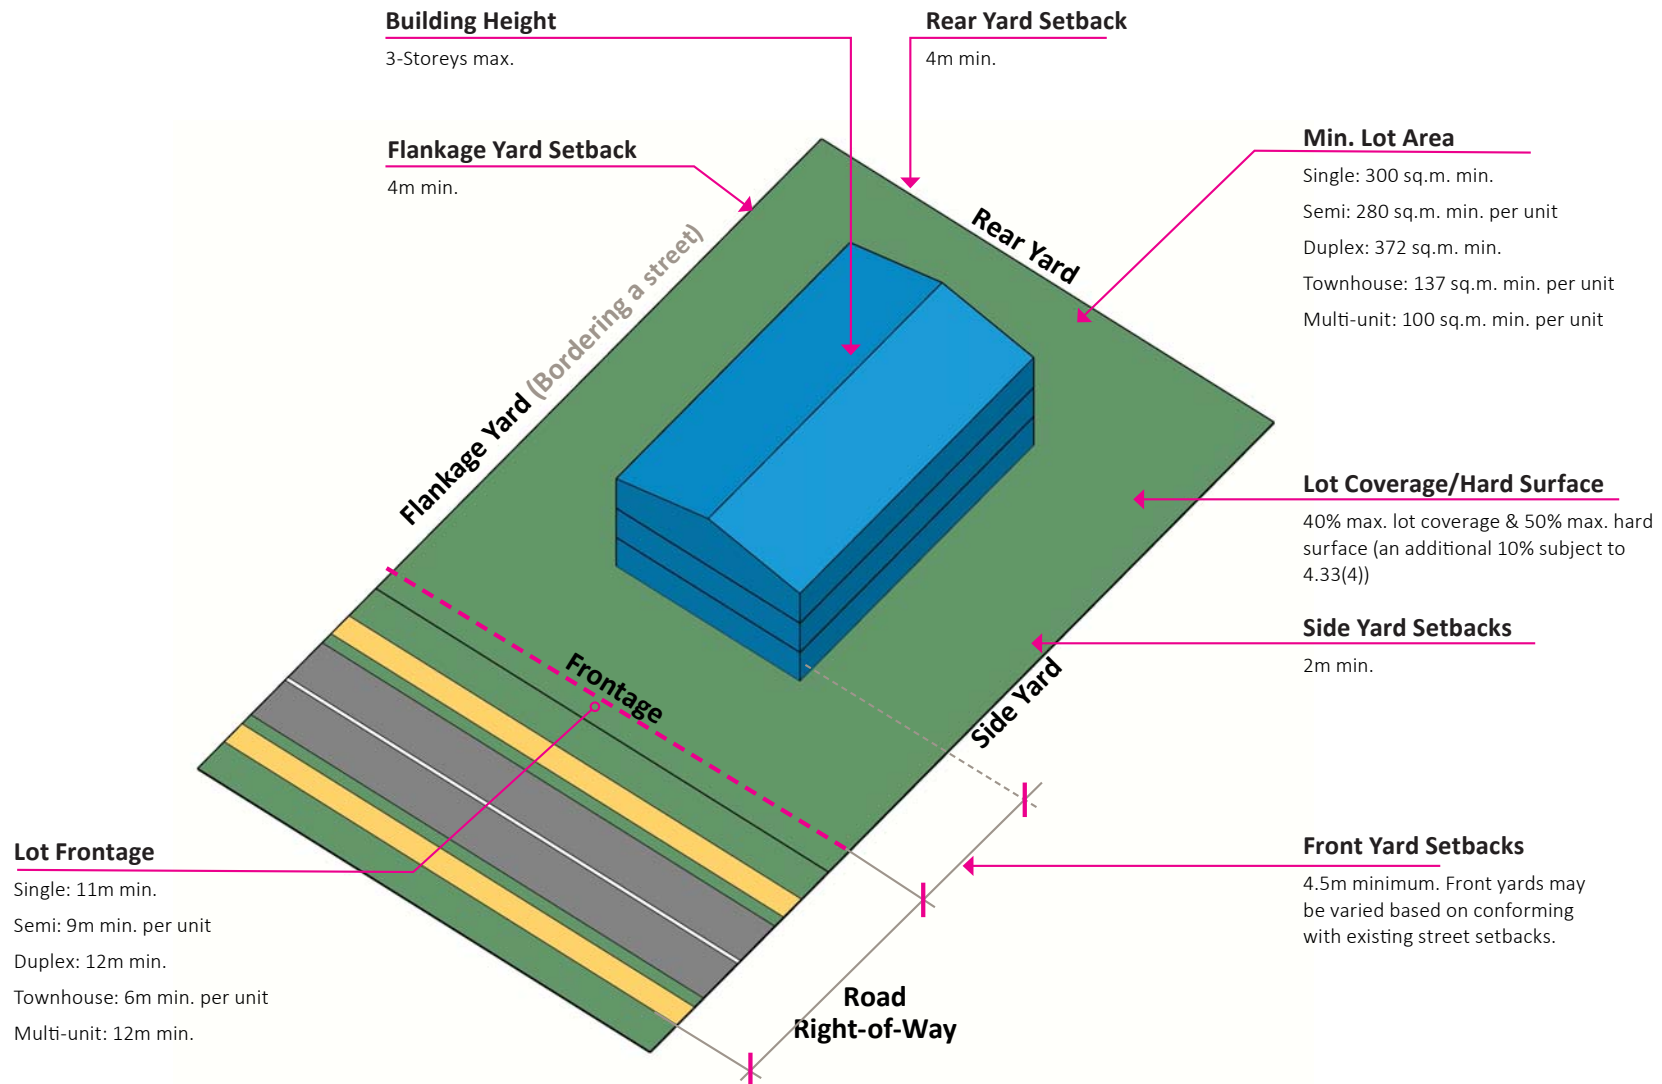 Building Height
3-Storeys max.
Rear Yard Setback
4m min.
Flankage Yard Setback
4m min.
Min. Lot Area
Single: 300 sq.m. min.
Semi: 280 sq.m. min. per unit
Duplex: 372 sq.m. min.
Townhouse: 137 sq.m. min. per unit
Multi-unit: 100 sq.m. min. per unit
Rear Yard
Flankage Yard (Bordering a street)
Lot Coverage/Hard Surface
40% max. lot coverage & 50% max. hard
surface (an additional 10% subject to
4.33(4))
Side Yard Setbacks
2m min.
Frontage
Side Yard
Lot Frontage
Single: 11m min.
Semi: 9m min. per unit
Duplex: 12m min.
Townhouse: 6m min. per unit
Multi-unit: 12m min.
Front Yard Setbacks
4.5m minimum. Front yards may
be varied based on conforming
with existing street setbacks.
Road
Right-of-Way